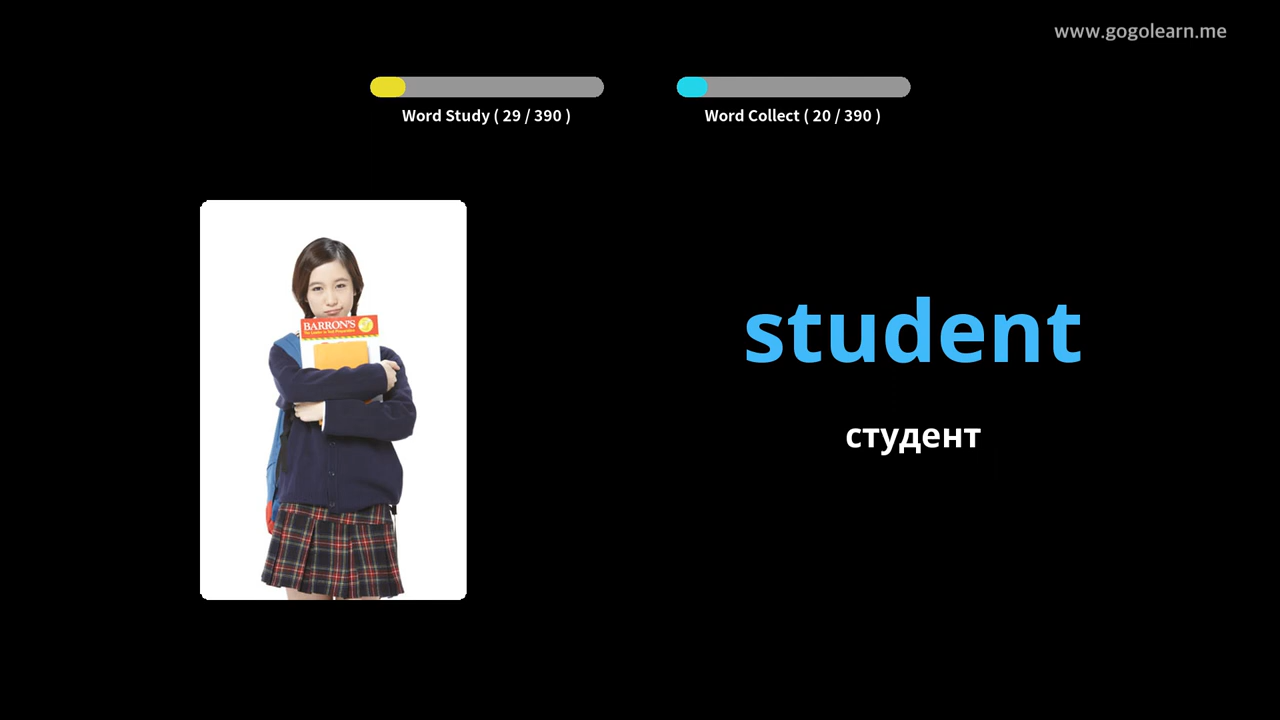 www.gogolearn.me
Word Study ( 29 / 390 )
Word Collect ( 20 / 390 )
BARRON'S
student
студент